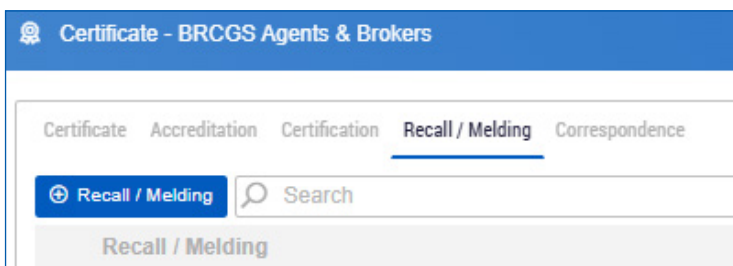 Certificate - BRCGS Agents & Brokers
Certificate Accreditation Certification Recall / Melding Correspondence
Recall / Melding Search
Recall / Melding